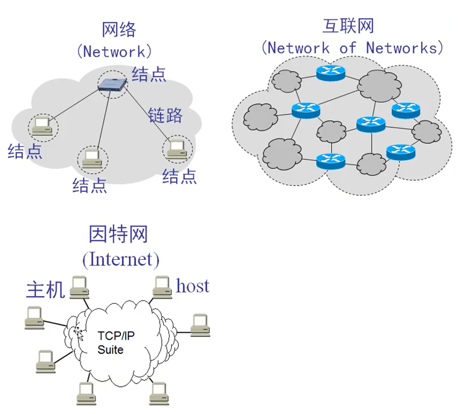 网络
(Network)
结点
链路
结点
结点
结点
互联网
(Network of Networks)
因特网
(Internet)
主机
host
TCP/IP
Suite